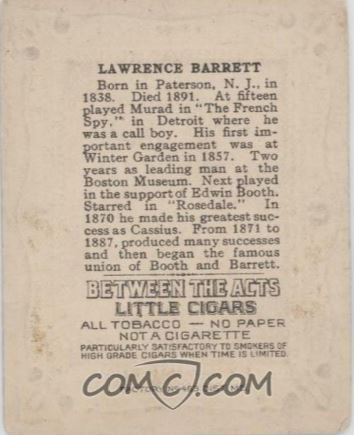 LAWRENCE BARRETT
Born in Paterson, N. J., in
1838. Died 1891. At fifteen
played Murad in "The French
Spy," in Detroit where he
was a call boy. His first im-
portant engagement was at
Winter Garden in 1857. Two
years as leading man at the
Boston Museum. Next played
in the support of Edwin Booth.
Starred in "Rosedale." In
1870 he made his greatest suc-
cess as Cassius. From 1871 to
1887, produced many successes
and then began the famous
union of Booth and Barrett.
BETWEEN THE ACTS
LITTLE CIGARS
ALL TOBACCO — NO PAPER
NOT A CIGARETTE
PARTICULARLY SATISFACTORY TO SMOKERS OF
HIGH GRADE CIGARS WHEN TIME IS LIMITED.
COMC.COM